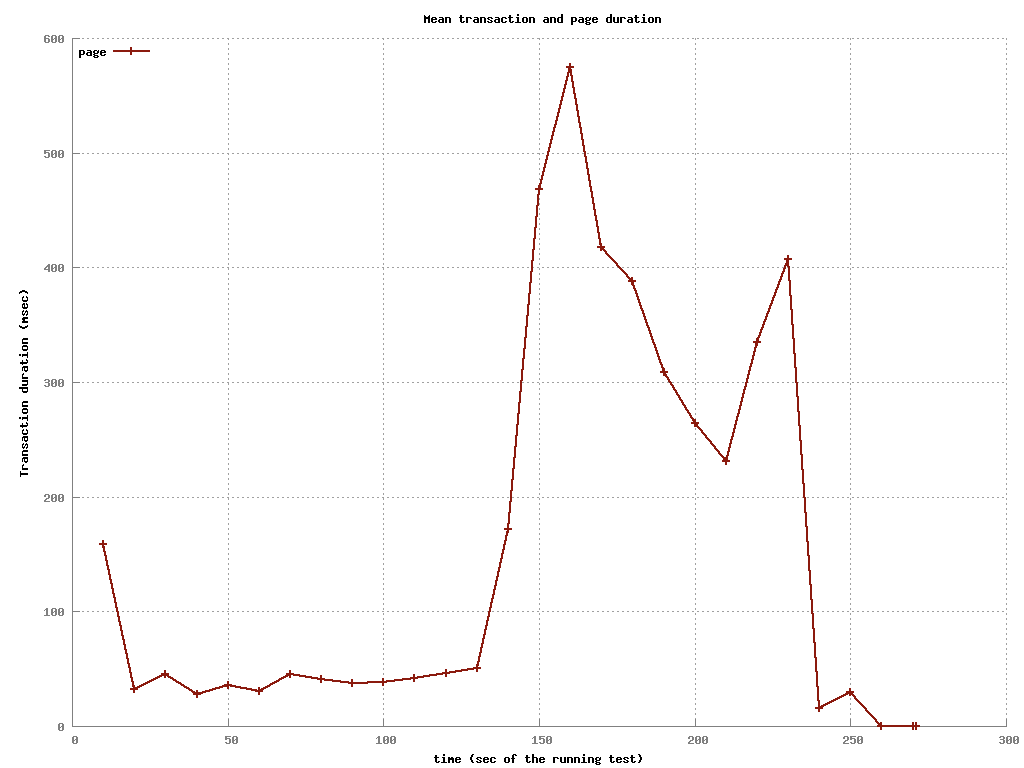 Mean transaction and page duration
page
600
500
400
300
200
100
0
Transaction duration (msec)
0 50 100 150 200 250 300
time (sec of the running test)